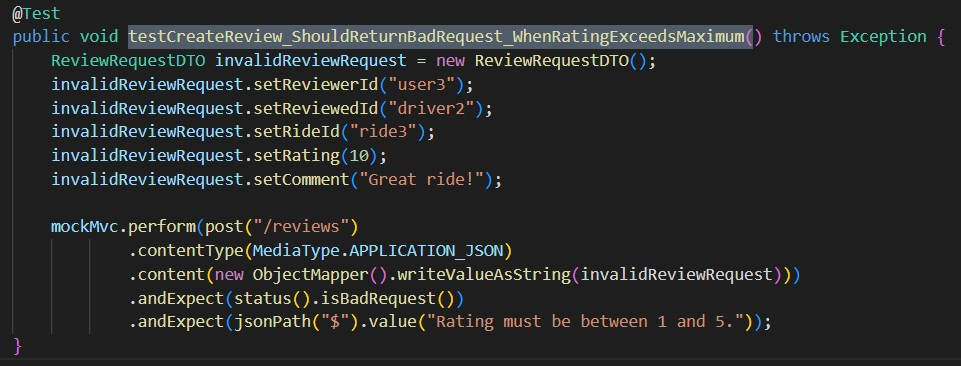 @Test
public void testCreateReview_ShouldReturnBadRequest_WhenRatingExceedsMaximum() throws Exception {
    ReviewRequestDTO invalidReviewRequest = new ReviewRequestDTO();
    invalidReviewRequest.setReviewerId("user3");
    invalidReviewRequest.setReviewedId("driver2");
    invalidReviewRequest.setRideId("ride3");
    invalidReviewRequest.setRating(10);
    invalidReviewRequest.setComment("Great ride!");

    mockMvc.perform(post("/reviews")
            .contentType(MediaType.APPLICATION_JSON)
            .content(new ObjectMapper().writeValueAsString(invalidReviewRequest)))
            .andExpect(status().isBadRequest())
            .andExpect(jsonPath("$").value("Rating must be between 1 and 5."));
}